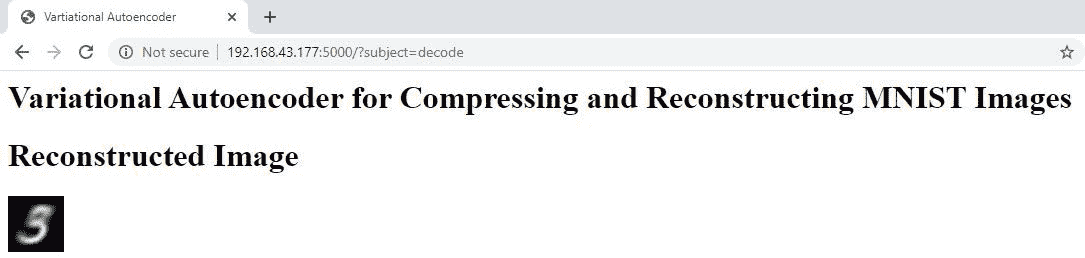 Vartiational Autoencoder
Not secure 192.168.43.177:5000/?subject=decode
Variational Autoencoder for Compressing and Reconstructing MNIST Images
Reconstructed Image